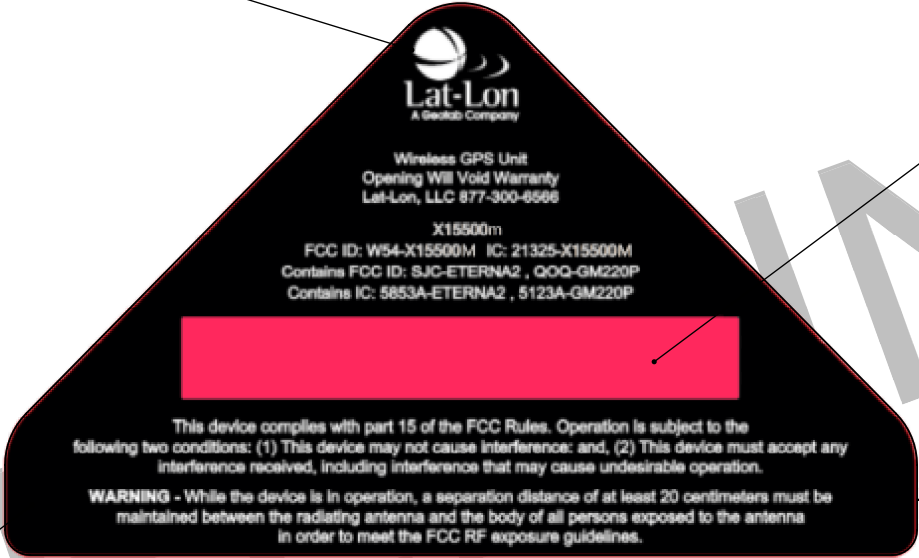 Lat-Lon
A Geotab Company
Wireless GPS Unit
Opening Will Void Warranty
Lat-Lon, LLC 877-300-6566
X15500m
FCC ID: W54-X15500M IC: 21325-X15500M
Contains FCC ID: SJC-ETERNA2 , QOQ-GM220P
Contains IC: 5853A-ETERNA2 , 5123A-GM220P
This device complies with part 15 of the FCC Rules. Operation is subject to the
following two conditions: (1) This device may not cause interference: and, (2) This device must accept any
interference received, including interference that may cause undesirable operation.
WARNING - While the device is in operation, a separation distance of at least 20 centimeters must be
maintained between the radiating antenna and the body of all persons exposed to the antenna
in order to meet the FCC RF exposure guidelines.